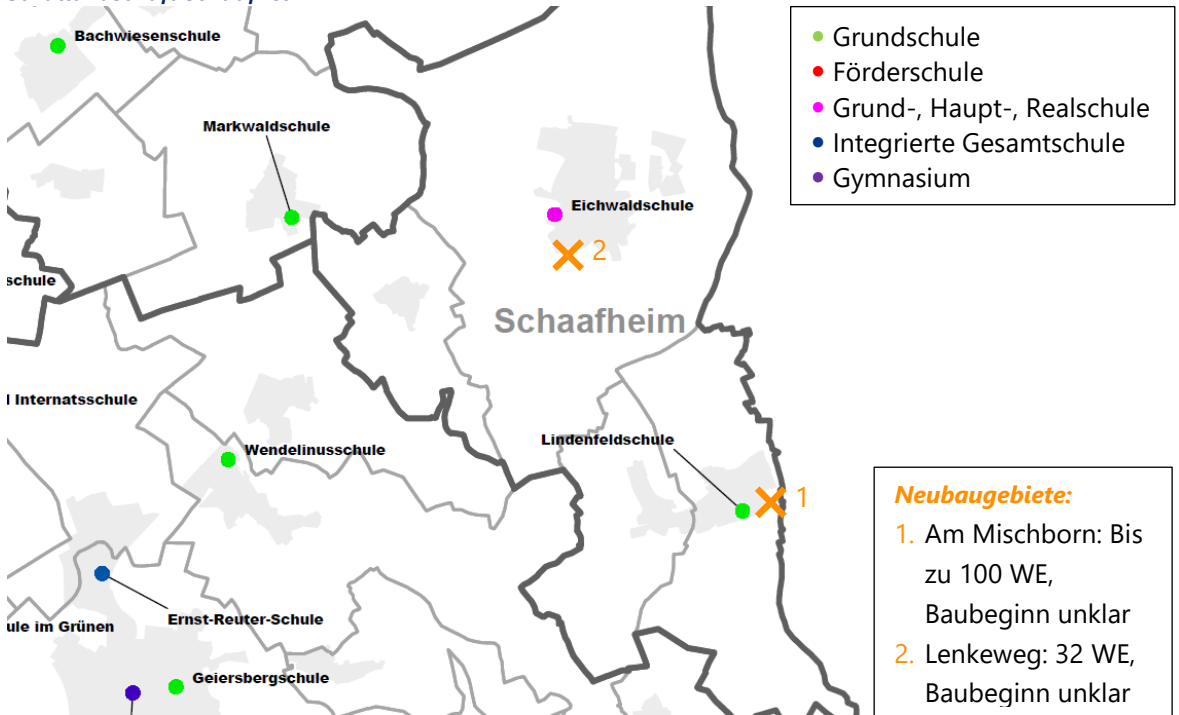 Bachwiesenschule
Markwaldschule
Eichwaldschule
2
schule
Schaafheim
l Internatsschule
Wendelinusschule
Lindenfeldschule
1
Ernst-Reuter-Schule
ule im Grünen
Geiersbergschule
Grundschule
Förderschule
Grund-, Haupt-, Realschule
Integrierte Gesamtschule
Gymnasium
Neubaugebiete:
1. Am Mischborn: Bis
zu 100 WE,
Baubeginn unklar
2. Lenkeweg: 32 WE,
Baubeginn unklar